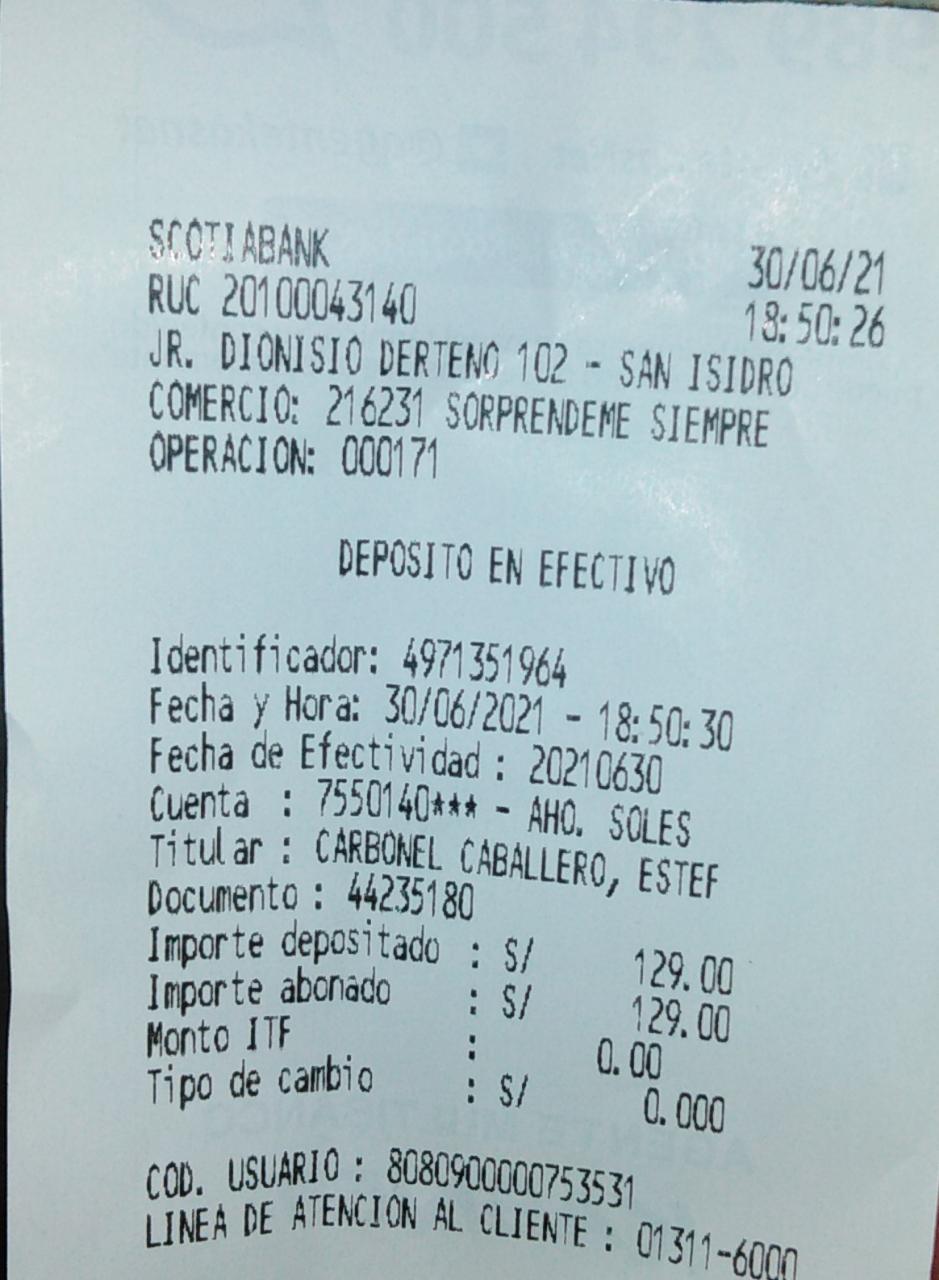 SCOTIABANK 30/06/21
RUC 20100043140 18:50:26
JR. DIONISIO DERTENO 102 - SAN ISIDRO
COMERCIO: 216231 SORPRENDEME SIEMPRE
OPERACION: 000171
DEPOSITO EN EFECTIVO
Identificador: 4971351964
Fecha y Hora: 30/06/2021 - 18:50:30
Fecha de Efectividad : 20210630
Cuenta : 7550140*** - AHO. SOLES
Titular : CARBONEL CABALLERO, ESTEF
Documento : 44235180
Importe depositado : S/ 129.00
Importe abonado : S/ 129.00
Monto ITF : 0.00
Tipo de cambio : S/ 0.000
COD. USUARIO : 8080900000753531
LINEA DE ATENCION AL CLIENTE : 01311-6000